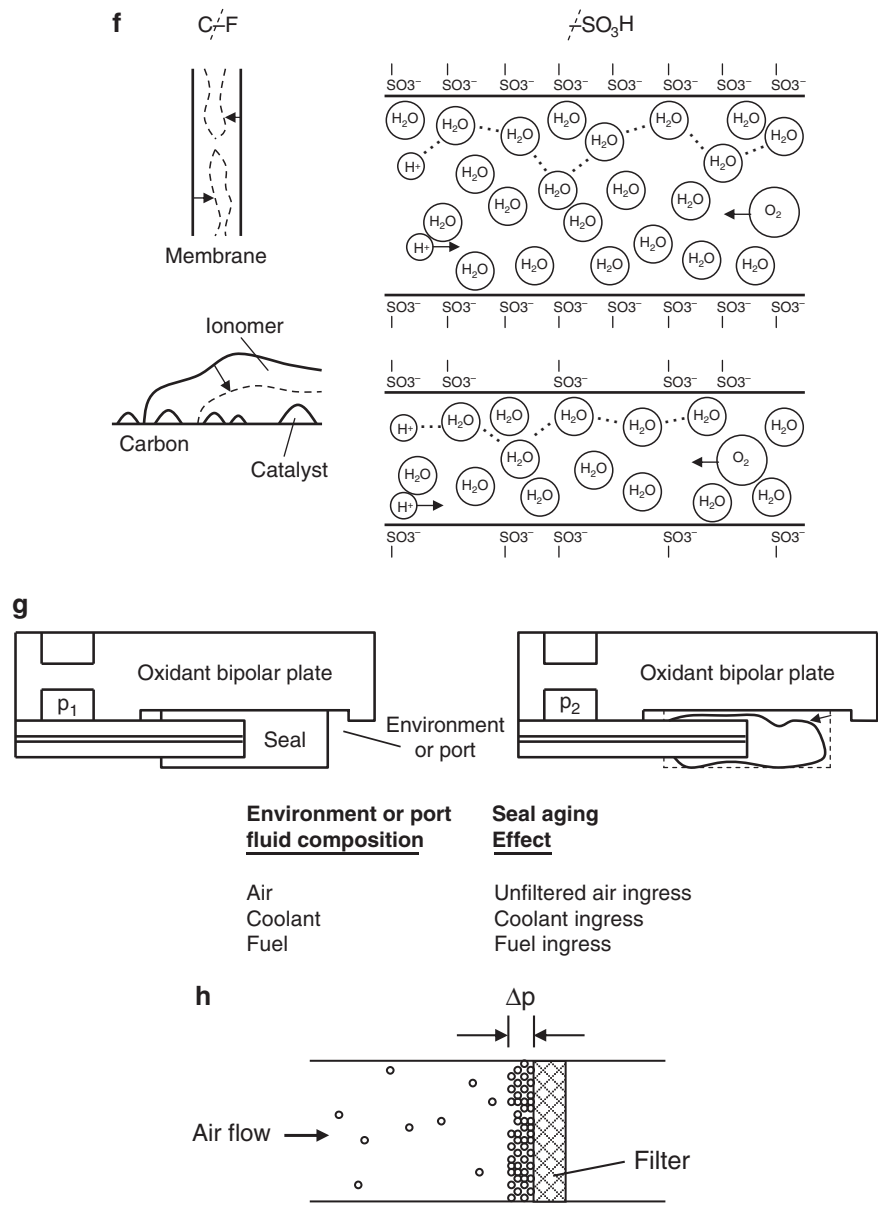 f
C–F
–SO₃H
SO3⁻ SO3⁻ SO3⁻ SO3⁻ SO3⁻ SO3⁻ SO3⁻ SO3⁻
H₂O H₂O H₂O H₂O H₂O H₂O H₂O H₂O
H₂O
H⁺ H₂O H₂O H₂O H₂O
H₂O H₂O H₂O O₂
H₂O H₂O
H⁺ H₂O
H₂O H₂O H₂O H₂O H₂O
SO3⁻ SO3⁻ SO3⁻ SO3⁻ SO3⁻ SO3⁻ SO3⁻ SO3⁻
Membrane
Ionomer
Carbon
Catalyst
SO3⁻ SO3⁻ SO3⁻ SO3⁻ SO3⁻
H⁺ H₂O H₂O H₂O H₂O H₂O H₂O
H₂O H₂O H₂O O₂
H⁺ H₂O H₂O H₂O H₂O H₂O
SO3⁻ SO3⁻ SO3⁻ SO3⁻ SO3⁻
g
Oxidant bipolar plate
p₁
Seal
Environment
or port
Oxidant bipolar plate
p₂
Environment or port
fluid composition
Seal aging
Effect
Air
Unfiltered air ingress
Coolant
Coolant ingress
Fuel
Fuel ingress
h
Δp
Air flow
Filter